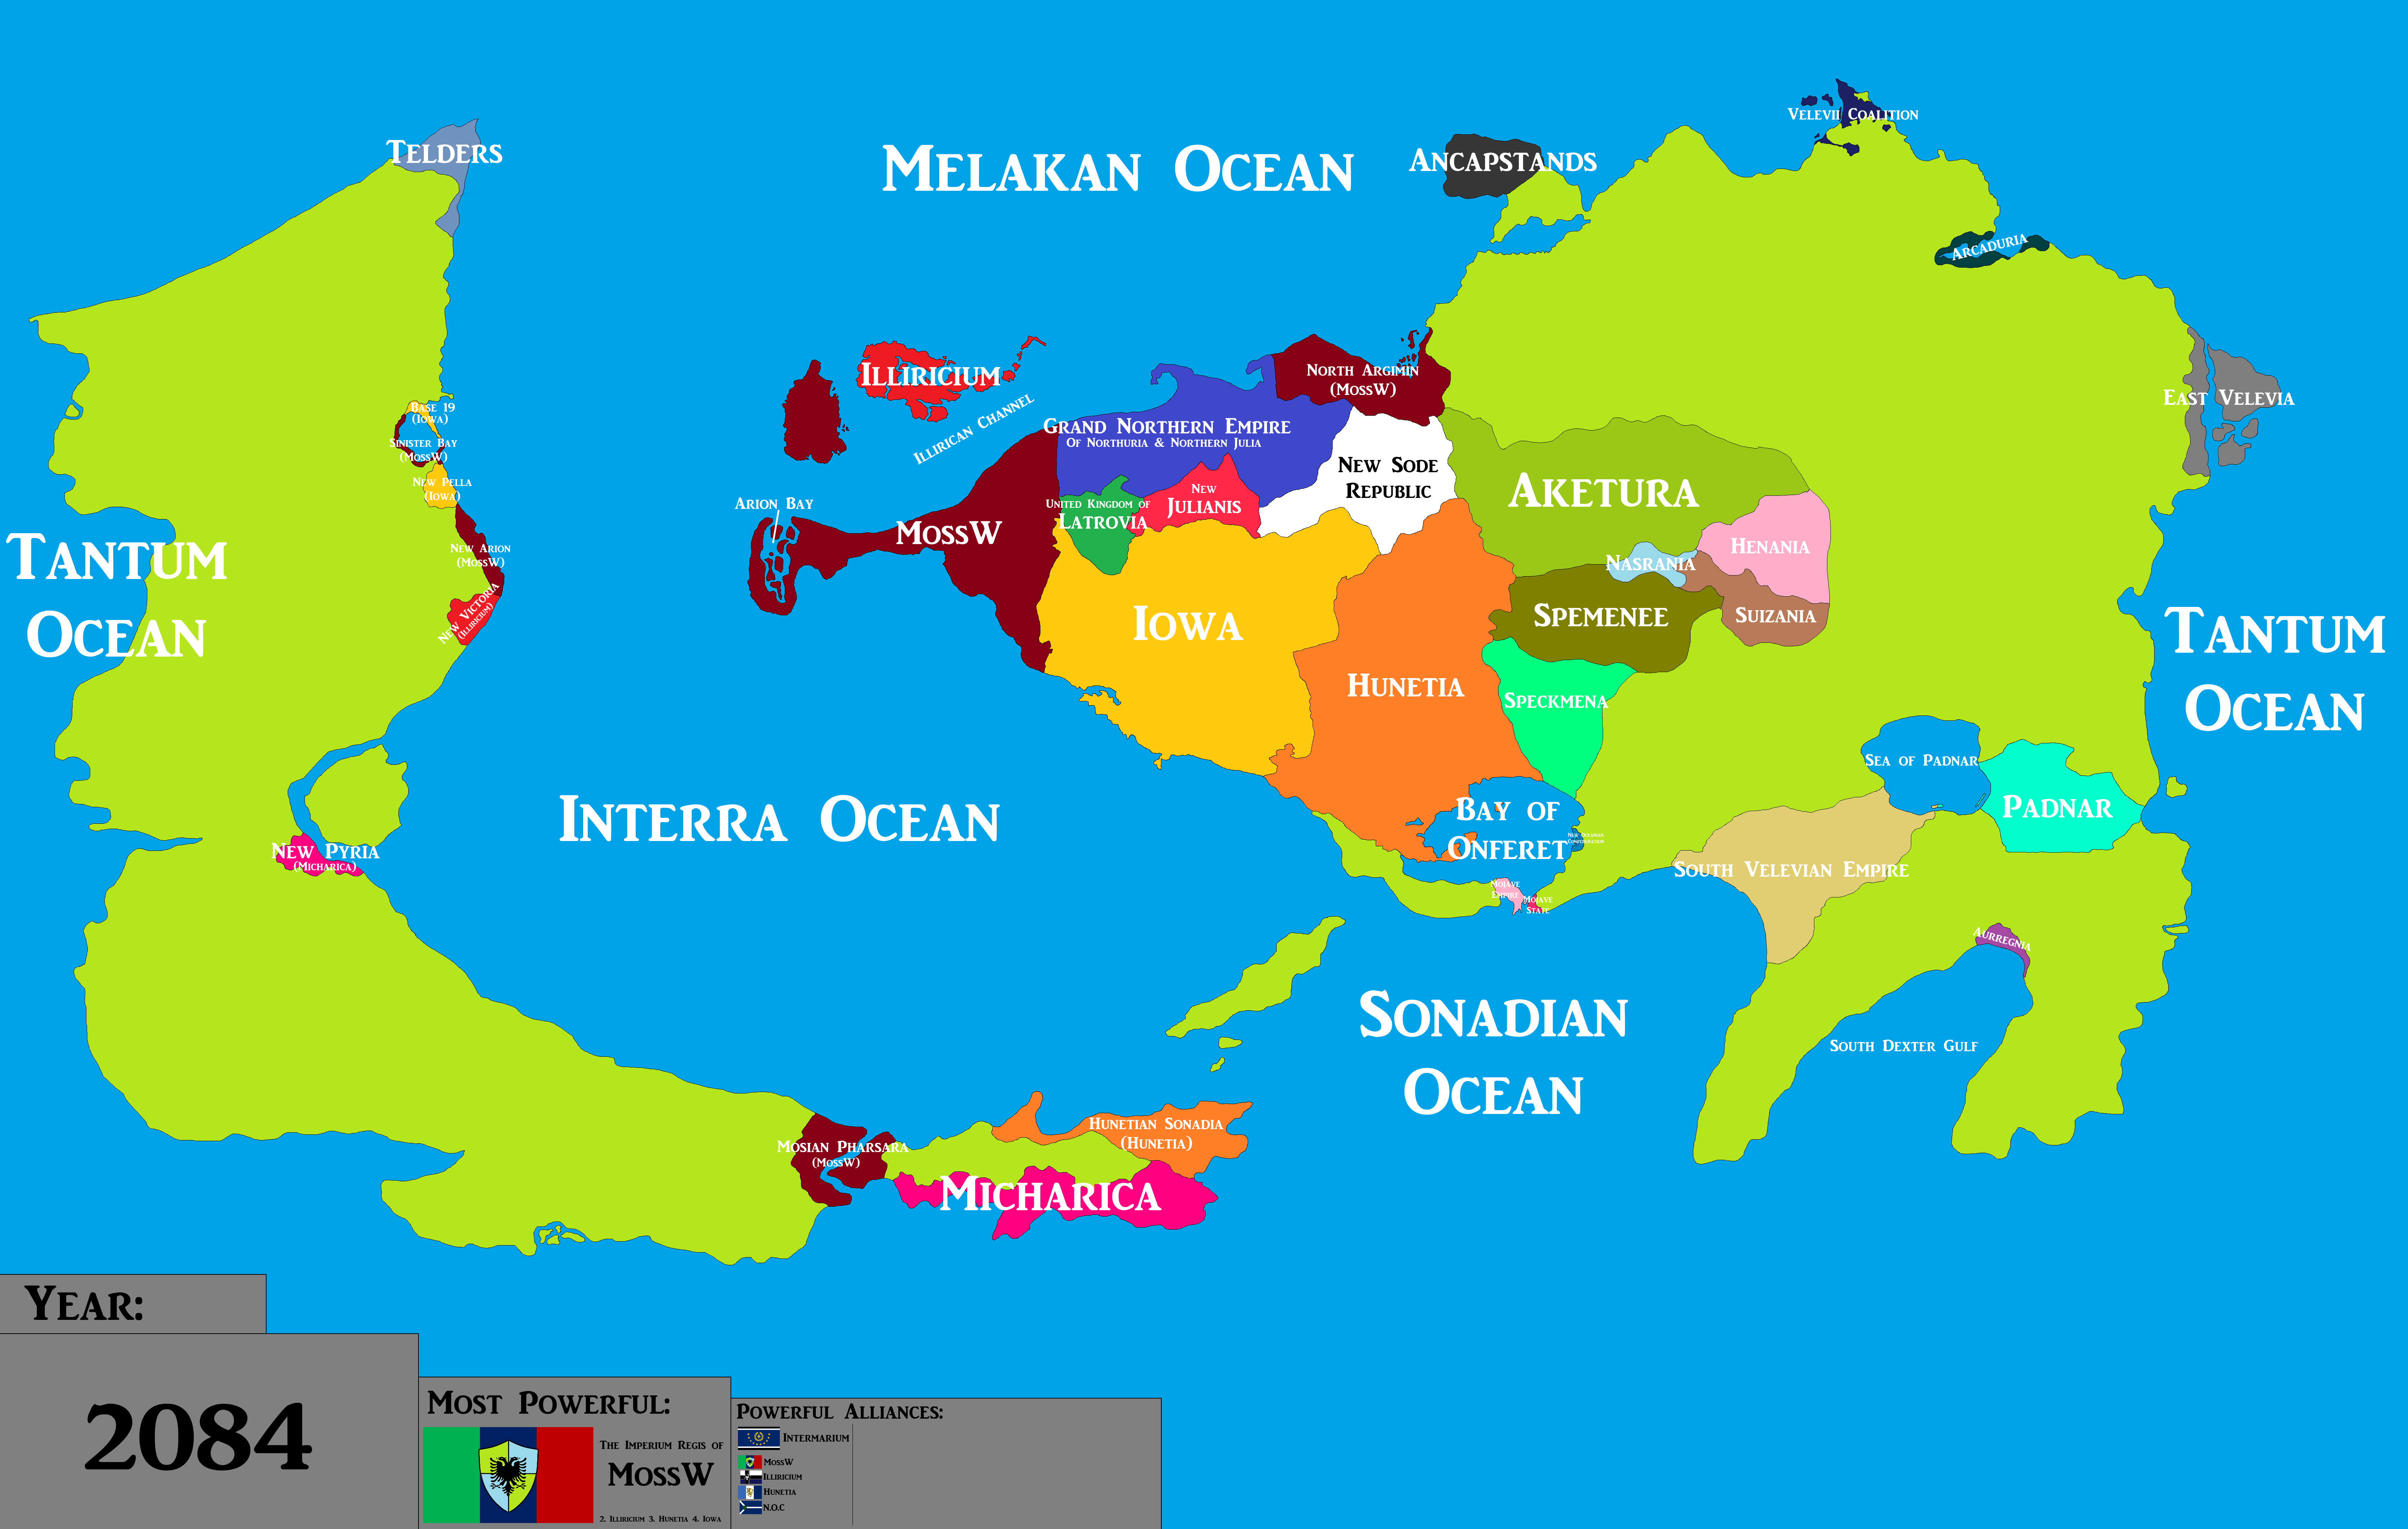 Telders
Melakan Ocean
Ancapstands
Velevii Coalition
Arcaduria
East Velevia
Illiricium
Illirican Channel
North Argimin
(MossW)
Grand Northern Empire
Of Northuria & Northern Julia
New Sode
Republic
Base 19
(Iowa)
Sinister Bay
(MossW)
New Pella
(Iowa)
New Arion
(MossW)
New Victoria
(Illiricium)
Arion Bay
MossW
United Kingdom of
Latrovia
New
Julianis
Aketura
Henania
Nasrania
Spemenee
Suizania
Tantum
Ocean
Iowa
Hunetia
Speckmena
Tantum
Ocean
Sea of Padnar
Padnar
Interra Ocean
Bay of
Onferet
New Oceanian
Confederation
New Pyria
(Micharica)
South Velevian Empire
Mojave
Empire
Mojave
State
Aurregnia
Sonadian
Ocean
South Dexter Gulf
Hunetian Sonadia
(Hunetia)
Mosian Pharsara
(MossW)
Micharica
Year:
2084
Most Powerful:
The Imperium Regis of
MossW
2. Illiricium 3. Hunetia 4. Iowa
Powerful Alliances:
Intermarium
MossW
Illiricium
Hunetia
N.O.C